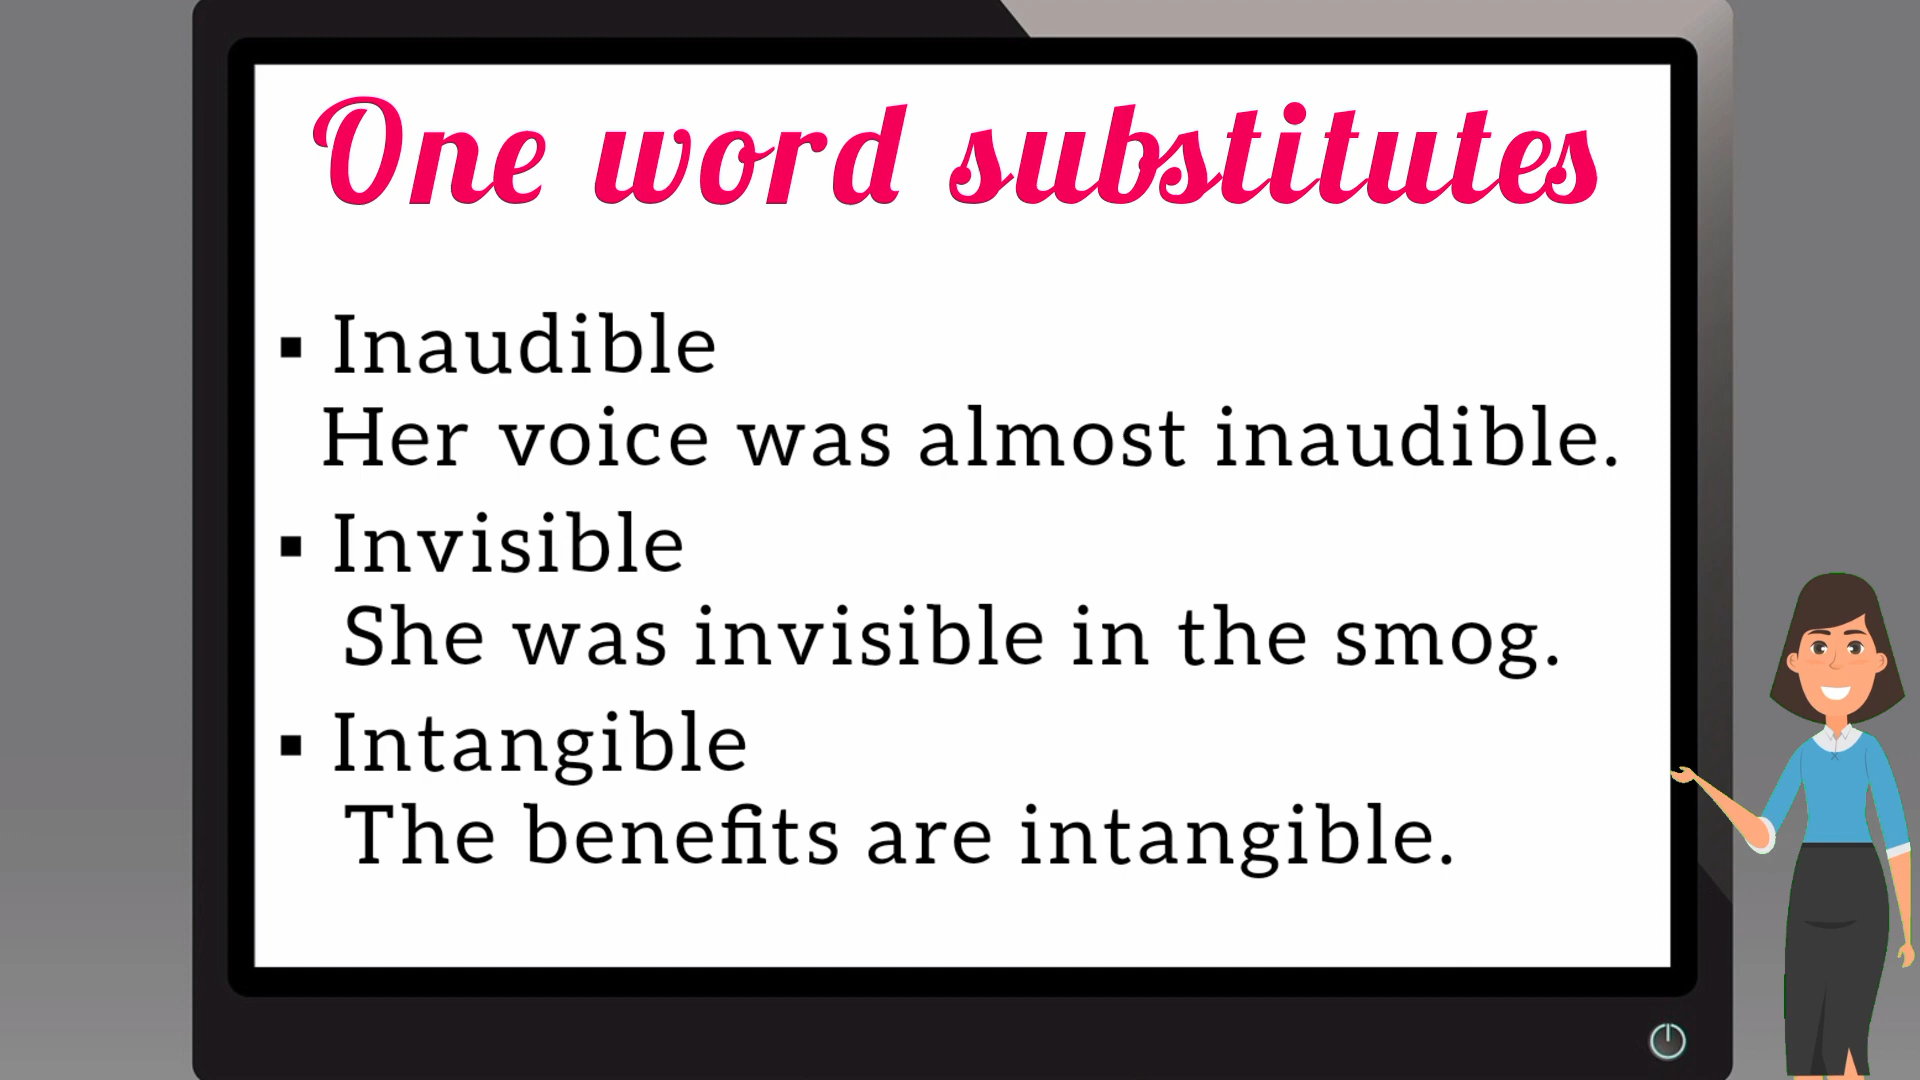 One word substitutes
▪ Inaudible
Her voice was almost inaudible.
▪ Invisible
She was invisible in the smog.
▪ Intangible
The benefits are intangible.